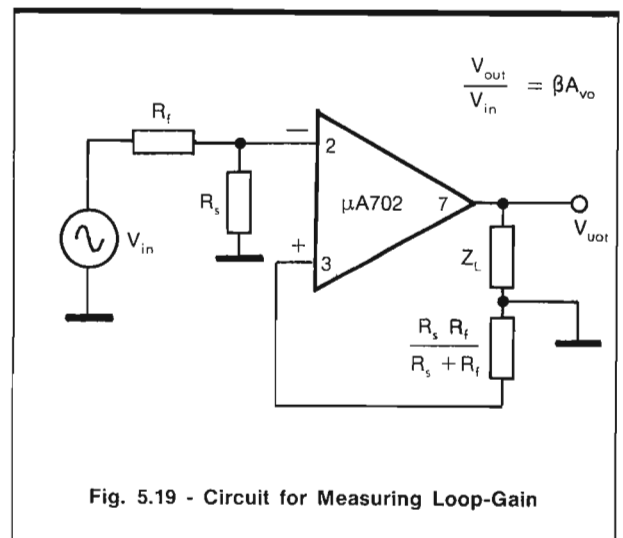 V_out / V_in = βA_vo
R_f
−
2
R_s
μA702
7
V_uot
V_in
+
3
Z_L
R_s R_f / R_s + R_f
Fig. 5.19 - Circuit for Measuring Loop-Gain